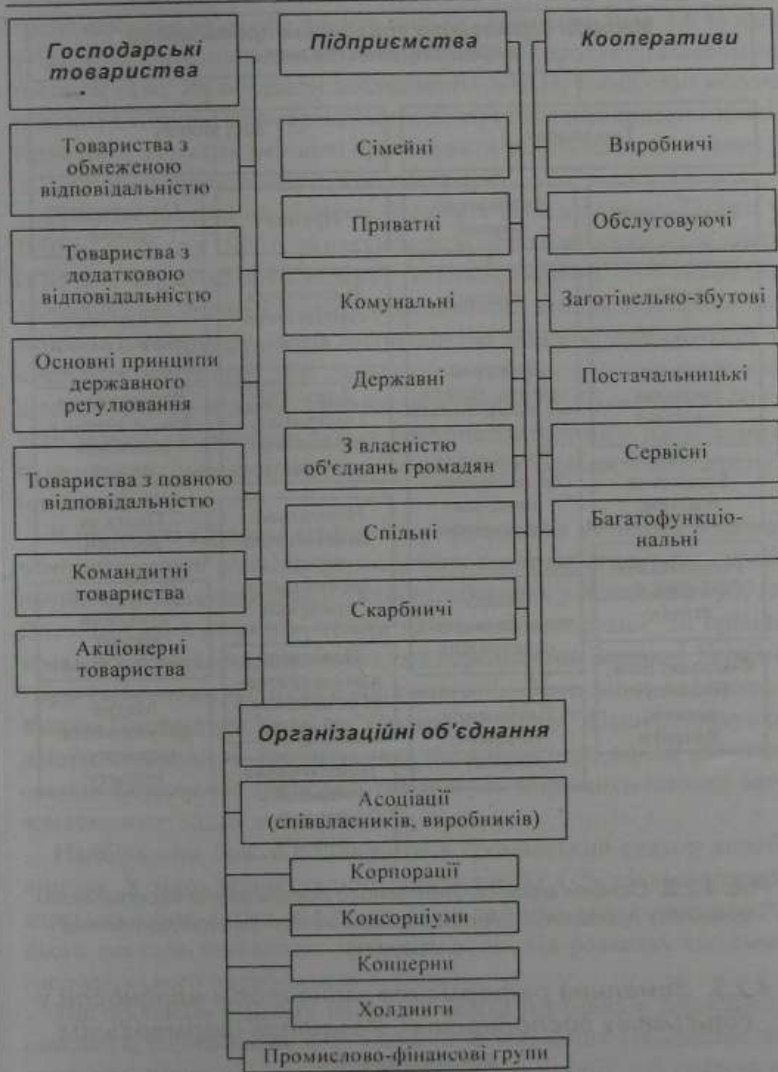 Господарські
товариства
Товариства з
обмеженою
відповідальністю
Товариства з
додатковою
відповідальністю
Основні принципи
державного
регулювання
Товариства з повною
відповідальністю
Командитні
товариства
Акціонерні
товариства
Підприємства
Сімейні
Приватні
Комунальні
Державні
З власністю
об'єднань громадян
Спільні
Скарбничі
Кооперативи
Виробничі
Обслуговуючі
Заготівельно-збутові
Постачальницькі
Сервісні
Багатофункціо-
нальні
Організаційні об'єднання
Асоціації
(співвласників, виробників)
Корпорації
Консорціуми
Концерни
Холдинги
Промислово-фінансові групи